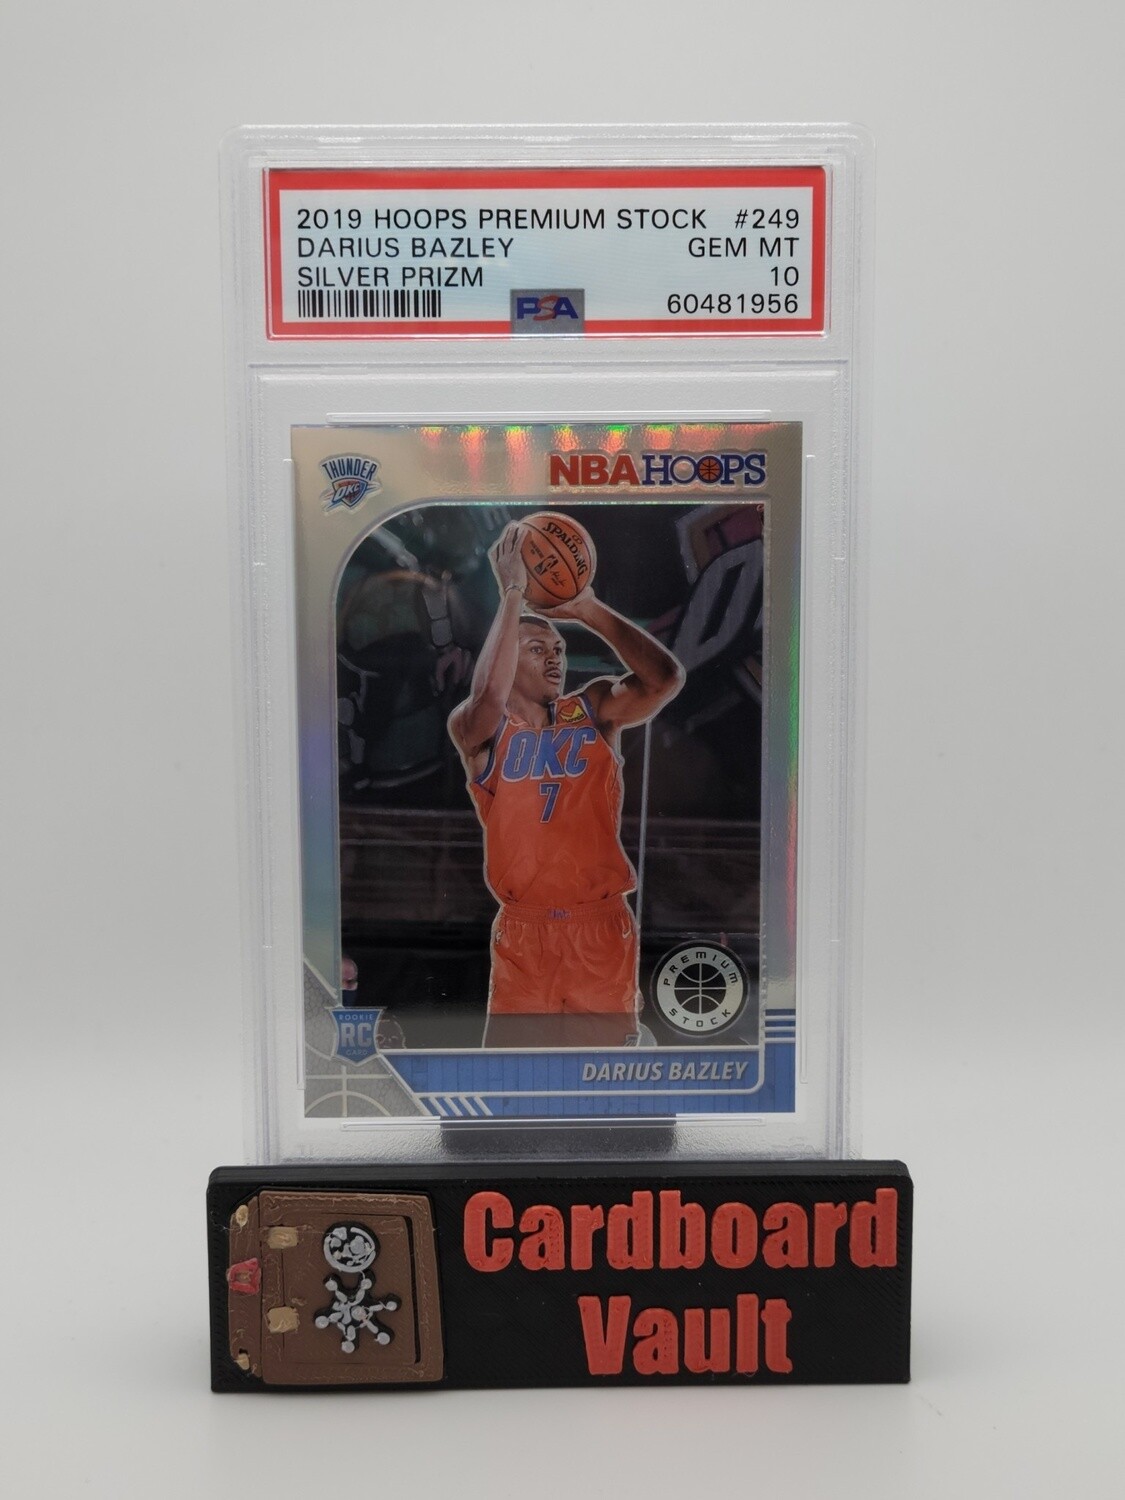 2019 HOOPS PREMIUM STOCK #249
DARIUS BAZLEY GEM MT
SILVER PRIZM 10
PSA 60481956
THUNDER
OKC
NBA HOOPS
SPALDING
OKC
7
PREMIUM
STOCK
ROOKIE
RC
CARD
DARIUS BAZLEY
Cardboard
Vault